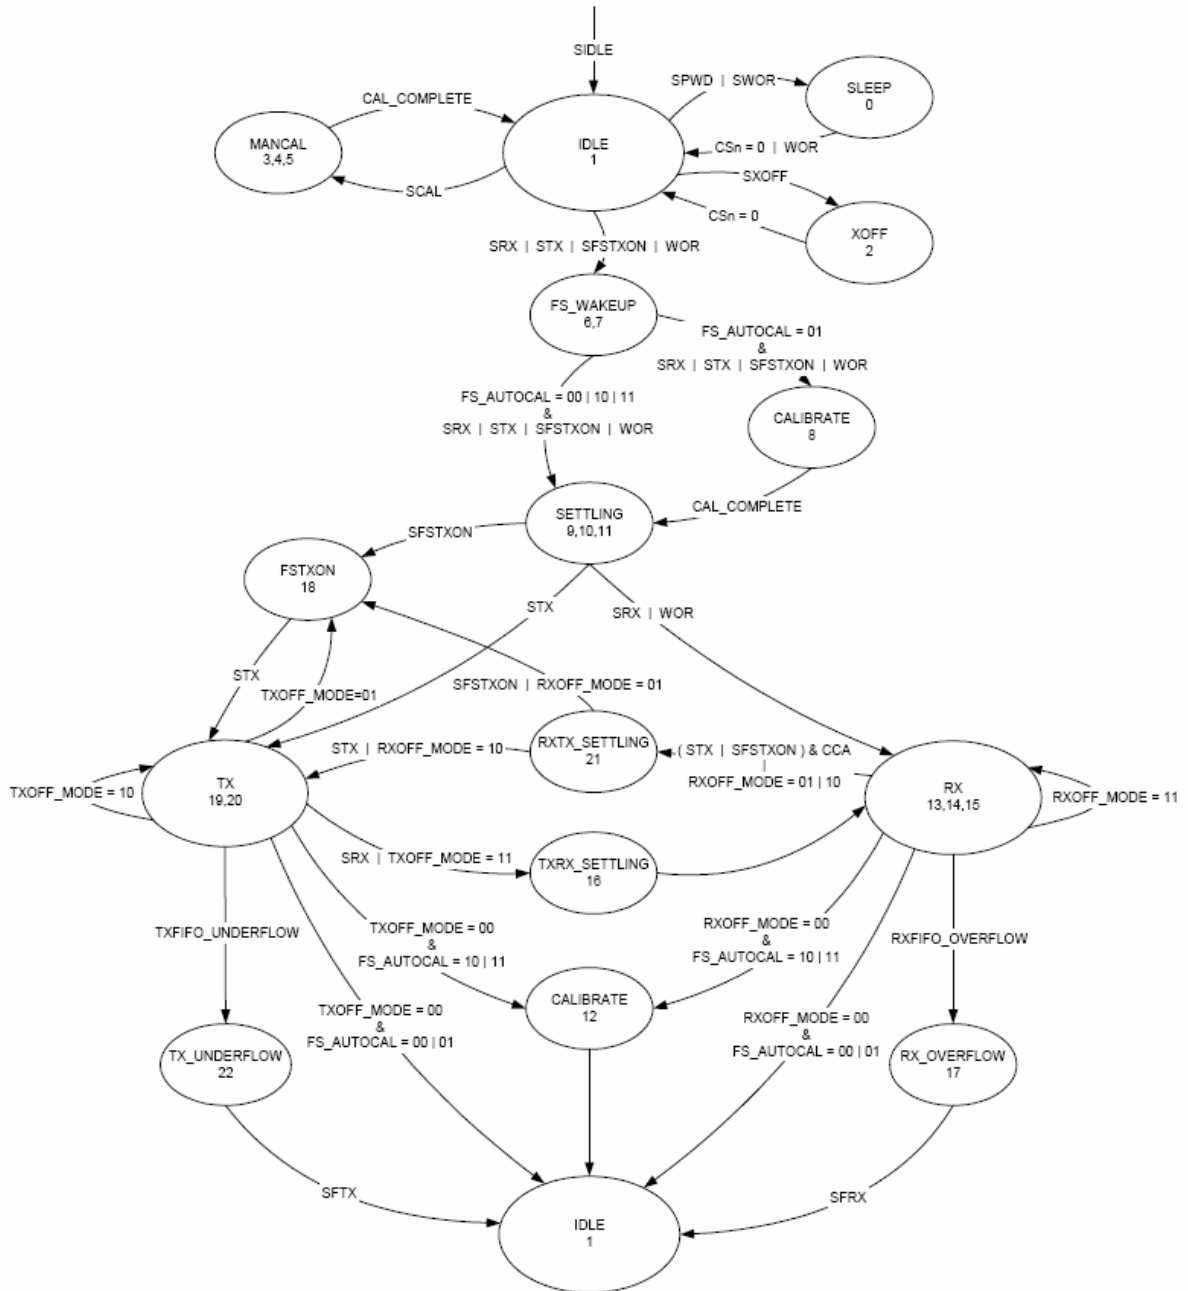 SIDLE
SPWD | SWOR
SLEEP
0
CAL_COMPLETE
IDLE
1
MANCAL
3,4,5
CSn = 0 | WOR
SCAL
SXOFF
CSn = 0
XOFF
2
SRX | STX | SFSTXON | WOR
FS_WAKEUP
6,7
FS_AUTOCAL = 01
&
SRX | STX | SFSTXON | WOR
FS_AUTOCAL = 00 | 10 | 11
&
SRX | STX | SFSTXON | WOR
CALIBRATE
8
CAL_COMPLETE
SETTLING
9,10,11
SFSTXON
FSTXON
18
STX
SRX | WOR
STX
TXOFF_MODE=01
SFSTXON | RXOFF_MODE = 01
STX | RXOFF_MODE = 10
RXTX_SETTLING
21
( STX | SFSTXON ) & CCA
|
RXOFF_MODE = 01 | 10
TXOFF_MODE = 10
TX
19,20
RX
13,14,15
RXOFF_MODE = 11
SRX | TXOFF_MODE = 11
TXRX_SETTLING
16
TXFIFO_UNDERFLOW
TXOFF_MODE = 00
&
FS_AUTOCAL = 10 | 11
RXOFF_MODE = 00
&
FS_AUTOCAL = 10 | 11
RXFIFO_OVERFLOW
CALIBRATE
12
TXOFF_MODE = 00
&
FS_AUTOCAL = 00 | 01
RXOFF_MODE = 00
&
FS_AUTOCAL = 00 | 01
TX_UNDERFLOW
22
RX_OVERFLOW
17
SFTX
SFRX
IDLE
1